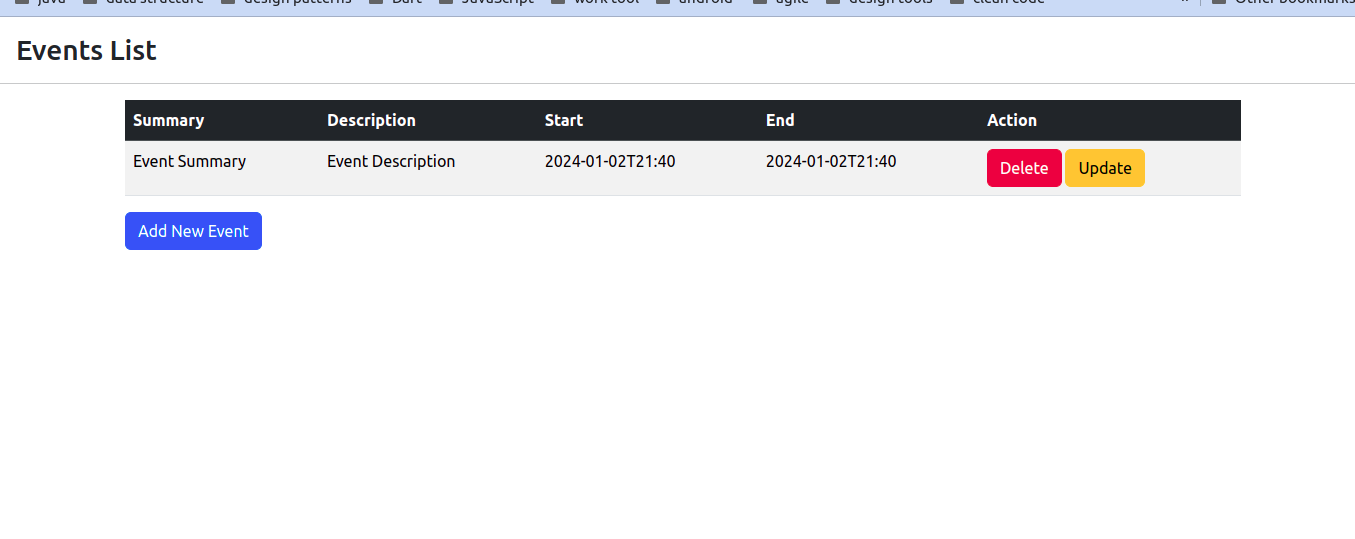 java data structure design patterns Dart JavaScript work tool android agile design tools clean code » Other bookmarks
Events List
Summary Description Start End Action
Event Summary Event Description 2024-01-02T21:40 2024-01-02T21:40 Delete Update
Add New Event